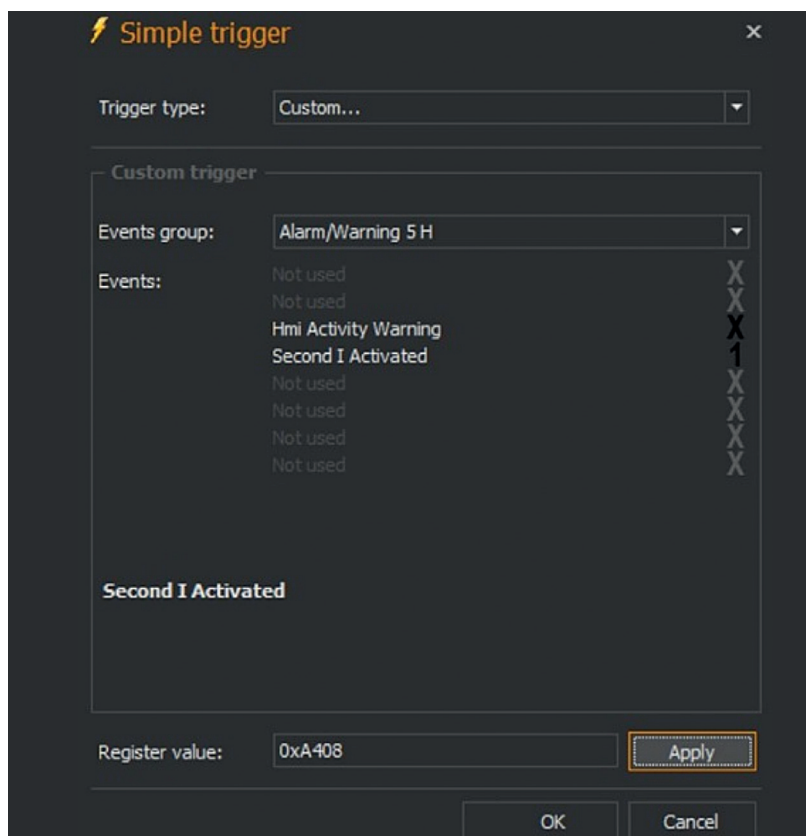 Simple trigger ×
Trigger type: Custom...
Custom trigger
Events group: Alarm/Warning 5 H
Events: Not used X
Not used X
Hmi Activity Warning X
Second I Activated 1
Not used X
Not used X
Not used X
Not used X
Second I Activated
Register value: 0xA408 Apply
OK Cancel